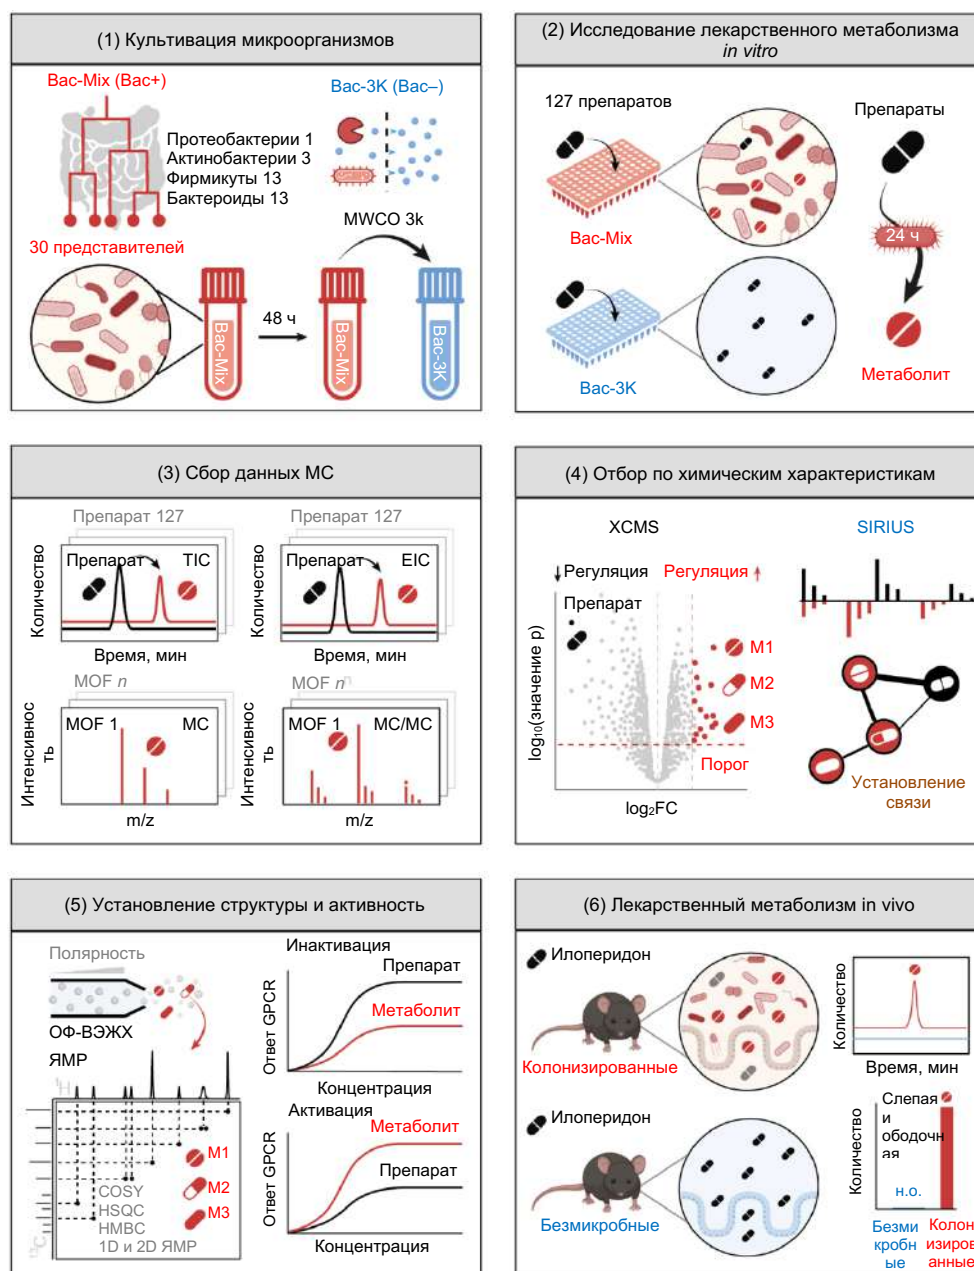 (1) Культивация микроорганизмов
Bac-Mix (Bac+)
Bac-3K (Bac–)
Протеобактерии 1
Актинобактерии 3
Фирмикуты 13
Бактероиды 13
MWCO 3k
30 представителей
48 ч
Bac-Mix
Bac-Mix
Bac-3K
(2) Исследование лекарственного метаболизма
in vitro
127 препаратов
Препараты
Bac-Mix
24 ч
Bac-3K
Метаболит
(3) Сбор данных МС
Препарат 127
Препарат 127
Количество
Препарат
TIC
Количество
Препарат
EIC
Время, мин
Время, мин
MOF n
MOF n
Интенсивнос
ть
MOF 1
МС
Интенсивнос
ть
MOF 1
МС/МС
m/z
m/z
(4) Отбор по химическим характеристикам
XCMS
SIRIUS
Регуляция
Регуляция
Препарат
log₁₀(значение p)
M1
M2
M3
Порог
log₂FC
Установление
связи
(5) Установление структуры и активность
Полярность
ОФ-ВЭЖХ
ЯМР
¹H
¹³C
M1
M2
M3
COSY
HSQC
HMBC
1D и 2D ЯМР
Инактивация
Препарат
Метаболит
Ответ GPCR
Концентрация
Активация
Метаболит
Препарат
Ответ GPCR
Концентрация
(6) Лекарственный метаболизм in vivo
Илоперидон
Колонизированные
Количество
Время, мин
Илоперидон
Безмикробные
Количество
Слепая
и
ободочн
ая
н.о.
Безми
кробн
ые
Колон
изиров
анные